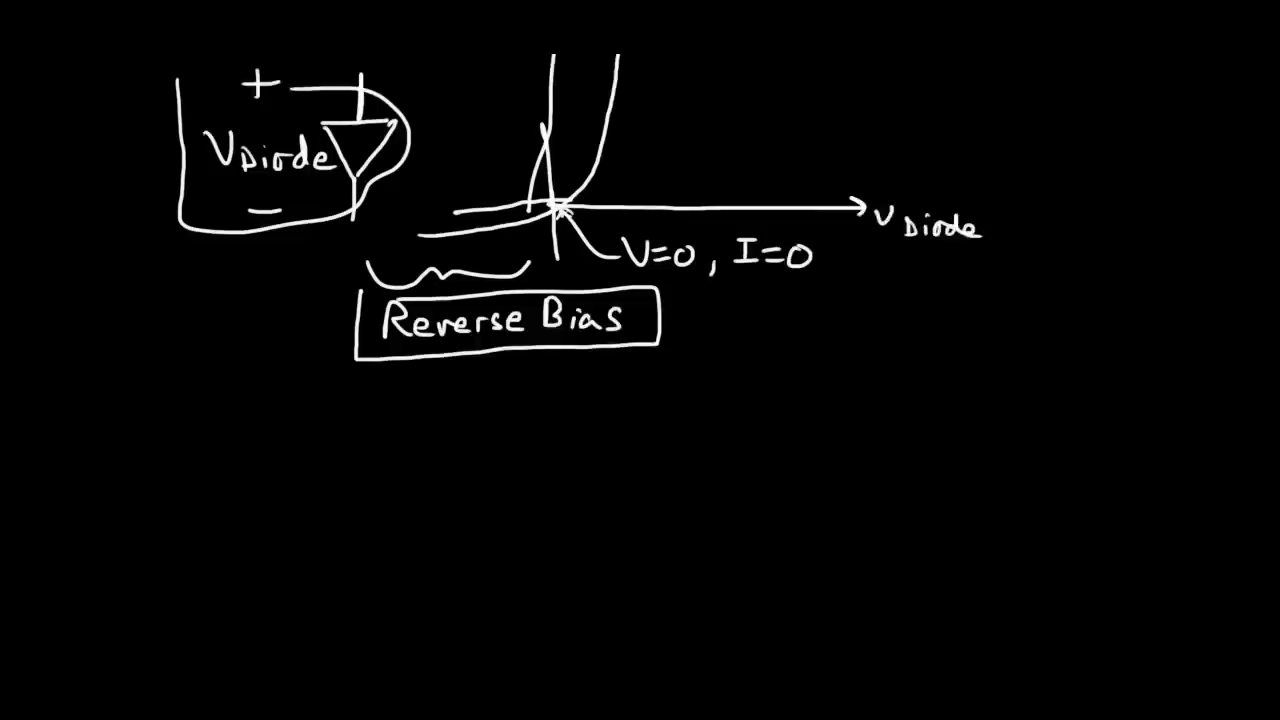 +
VDiode
−
VDiode
V=0, I=0
Reverse Bias